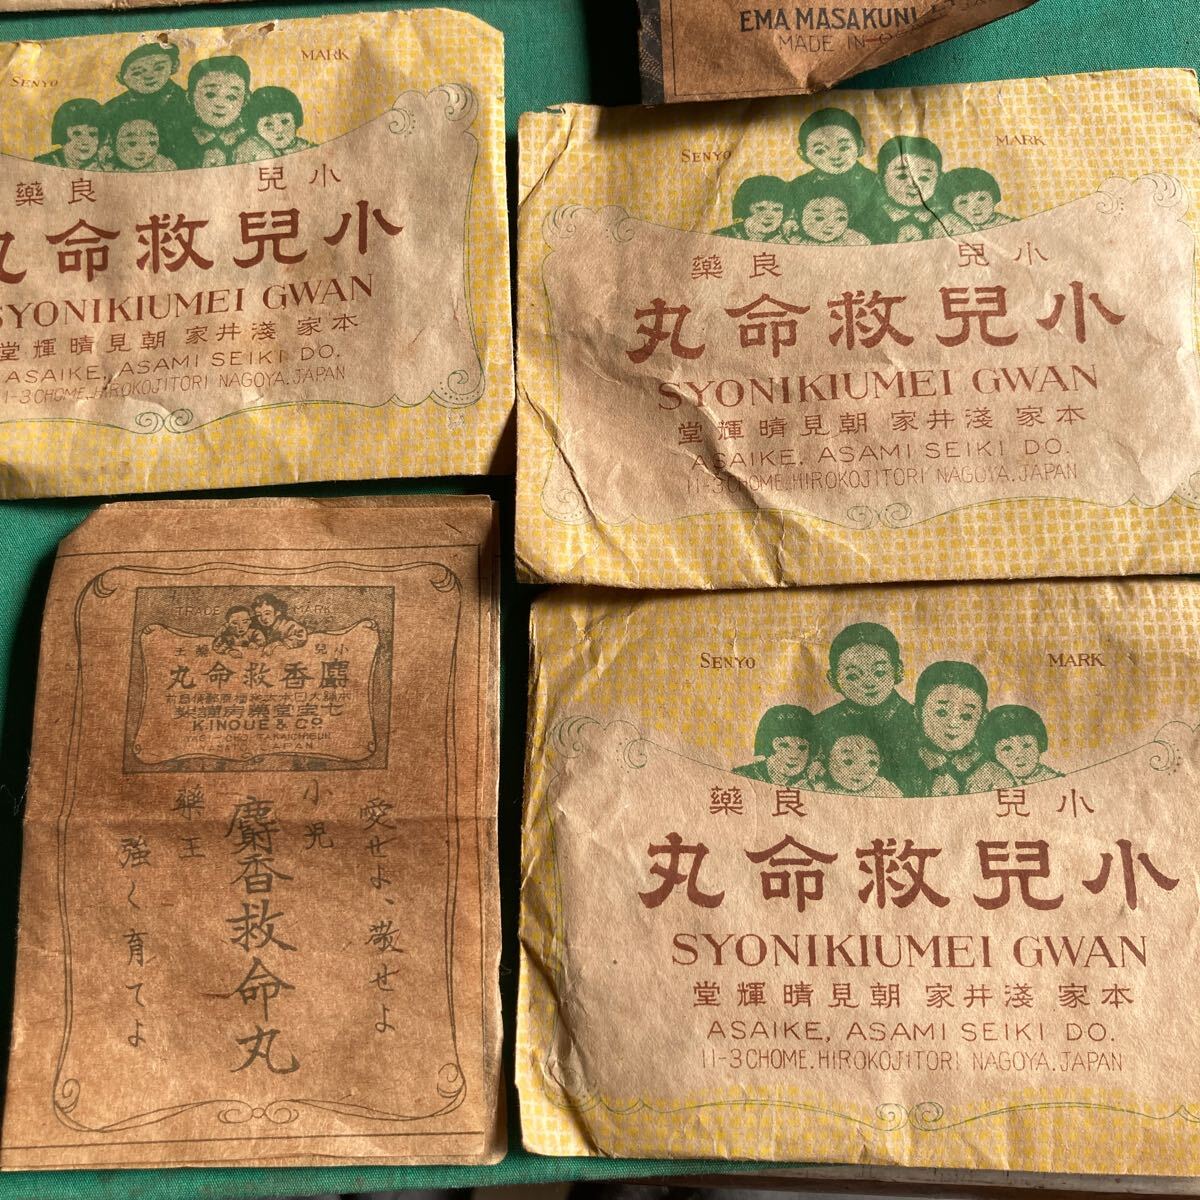 SENYO MARK
藥良 兒小
丸命救兒小
SYONIKIUMEI GWAN
堂輝晴見朝 家井淺 家本
ASAIKE, ASAMI SEIKI DO.
11-3 CHOME. HIROKOJITORI NAGOYA. JAPAN
EMA MASAKUNI
MADE IN
SENYO MARK
藥良 兒小
丸命救兒小
SYONIKIUMEI GWAN
堂輝晴見朝 家井淺 家本
ASAIKE, ASAMI SEIKI DO.
11-3 CHOME. HIROKOJITORI NAGOYA. JAPAN
TRADE MARK
王藥 兒小
丸命救香麝
KINOUE & CO
JAPAN
愛せよ、敬せよ
小児
麝香救命丸
藥王
強く育てよ
SENYO MARK
藥良 兒小
丸命救兒小
SYONIKIUMEI GWAN
堂輝晴見朝 家井淺 家本
ASAIKE, ASAMI SEIKI DO.
11-3 CHOME. HIROKOJITORI NAGOYA. JAPAN